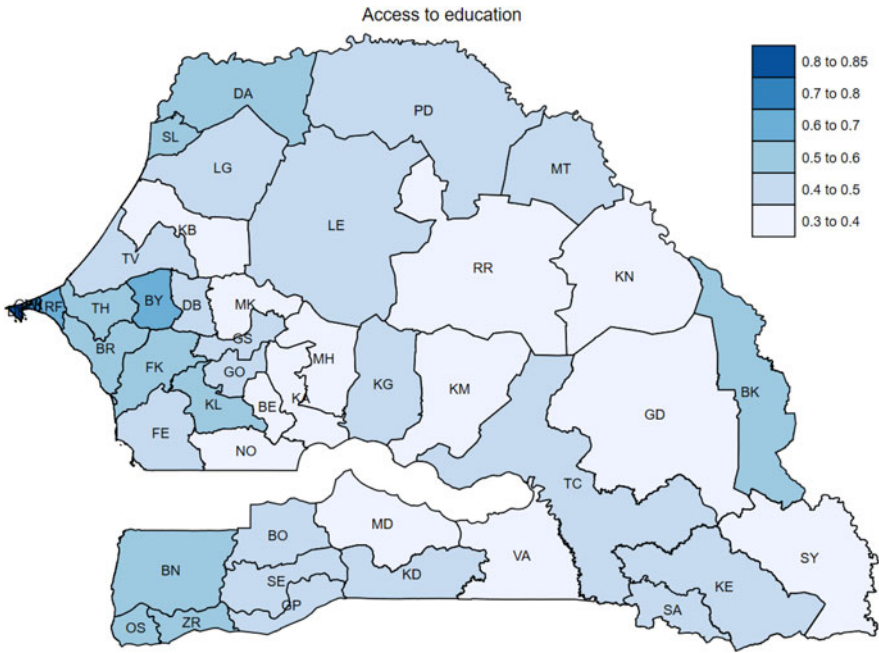 Access to education
0.8 to 0.85
0.7 to 0.8
0.6 to 0.7
0.5 to 0.6
0.4 to 0.5
0.3 to 0.4
DA
PD
SL
LG
MT
LE
KB
TV
RR
KN
RF
TH
BY
DB
MK
GS
BR
FK
GO
MH
KG
KM
BK
KL
BE
KA
GD
FE
NO
TC
MD
BO
VA
SY
BN
SE
KD
KE
GP
SA
OS
ZR